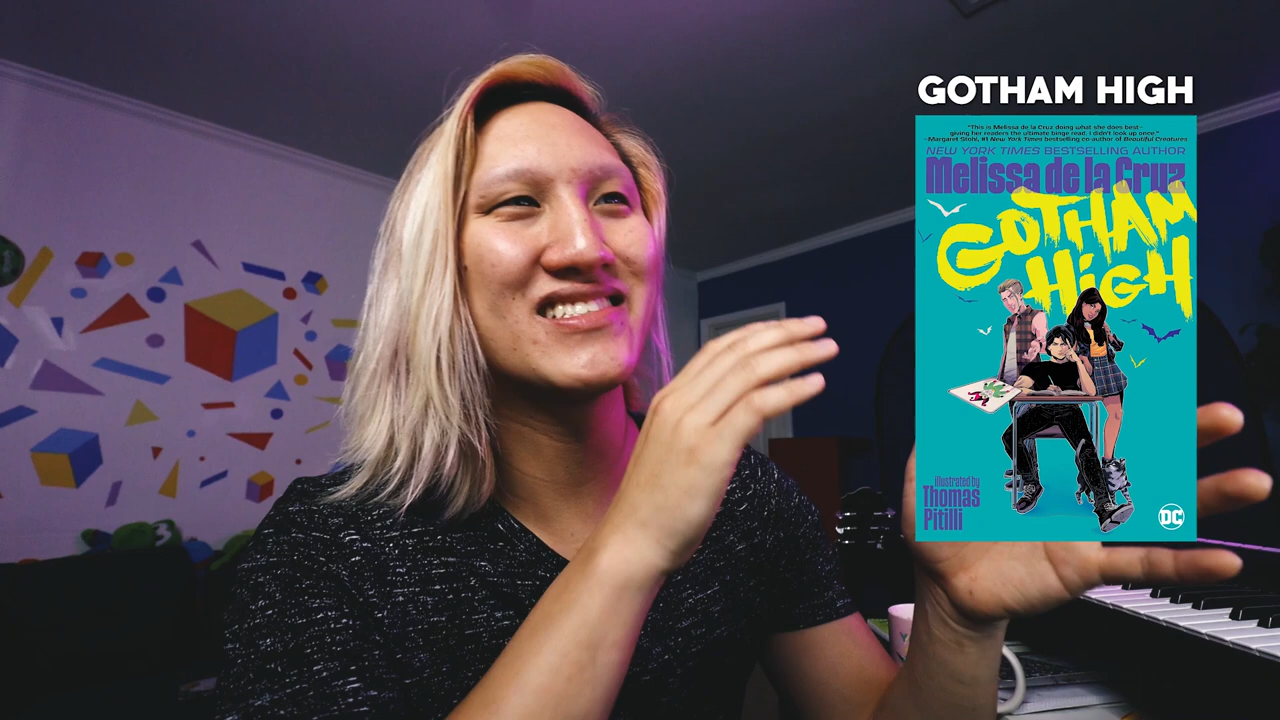 GOTHAM HIGH
"This is Melissa de la Cruz doing what she does best—
giving her readers the ultimate binge read. I didn't look up once."
—Margaret Stohl, #1 New York Times bestselling co-author of Beautiful Creatures
NEW YORK TIMES BESTSELLING AUTHOR
Melissa de la Cruz
GOTHAM
HIGH
illustrated by
Thomas
Pitilli
DC
3